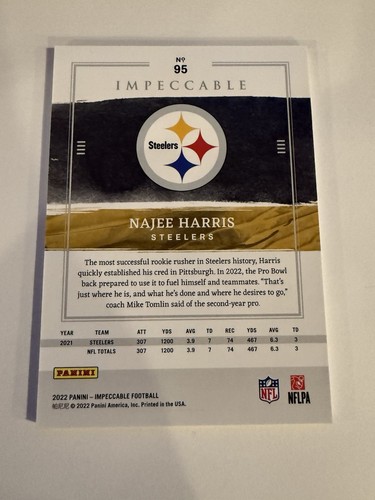 Nº
95
IMPECCABLE
Steelers
NAJEE HARRIS
STEELERS
The most successful rookie rusher in Steelers history, Harris
quickly established his cred in Pittsburgh. In 2022, the Pro Bowl
back prepared to use it to fuel himself and teammates. "That's
just where he is, and what he's done and where he desires to go,"
coach Mike Tomlin said of the second-year pro.
YEAR TEAM ATT YDS AVG TD REC YDS AVG TD
2021 STEELERS 307 1200 3.9 7 74 467 6.3 3
NFL TOTALS 307 1200 3.9 7 74 467 6.3 3
PANINI
2022 PANINI – IMPECCABLE FOOTBALL
帕尼尼 © 2022 Panini America, Inc. Printed in the USA.
NFL
NFLPA